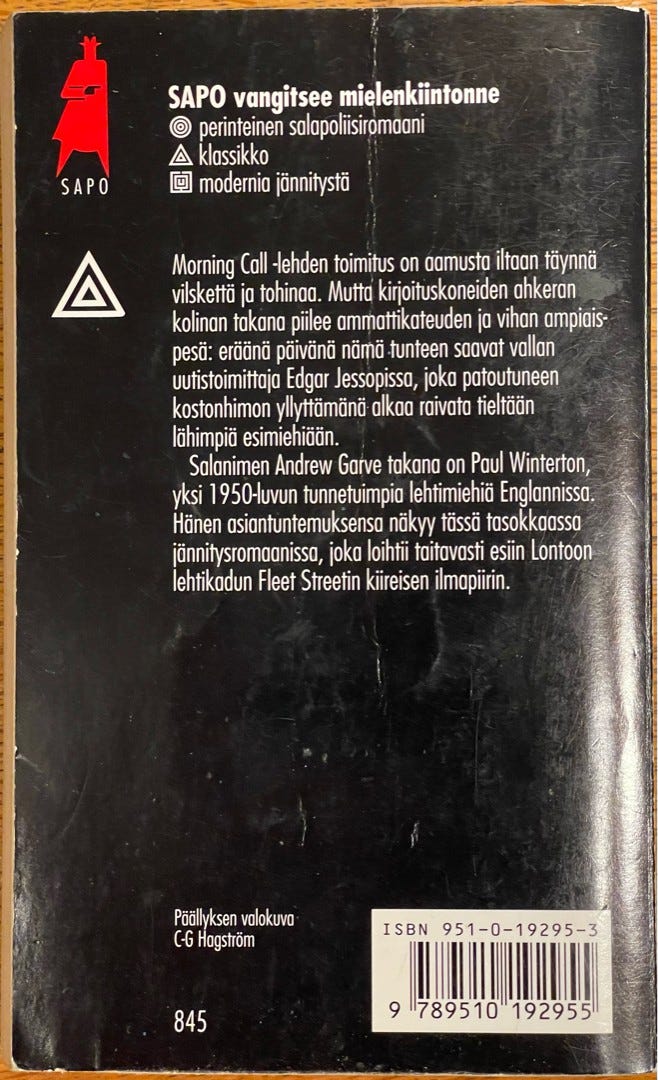 SAPO
SAPO vangitsee mielenkiintonne
perinteinen salapoliisiromaani
klassikko
modernia jännitystä
Morning Call -lehden toimitus on aamusta iltaan täynnä
vilskettä ja tohinaa. Mutta kirjoituskoneiden ahkeran
kolinan takana piilee ammattikateuden ja vihan ampiais-
pesä: eräänä päivänä nämä tunteen saavat vallan
uutistoimittaja Edgar Jessopissa, joka patoutuneen
kostonhimon yllyttämänä alkaa raivata tieltään
lähimpiä esimiehiään.
Salanimen Andrew Garve takana on Paul Winterton,
yksi 1950-luvun tunnetuimpia lehtimiehiä Englannissa.
Hänen asiantuntemuksensa näkyy tässä tasokkaassa
jännitysromaanissa, joka loihtii taitavasti esiin Lontoon
lehtikadun Fleet Streetin kiireisen ilmapiirin.
Päällyksen valokuva
C-G Hagström
845
ISBN 951-0-19295-3
9 789510 192955